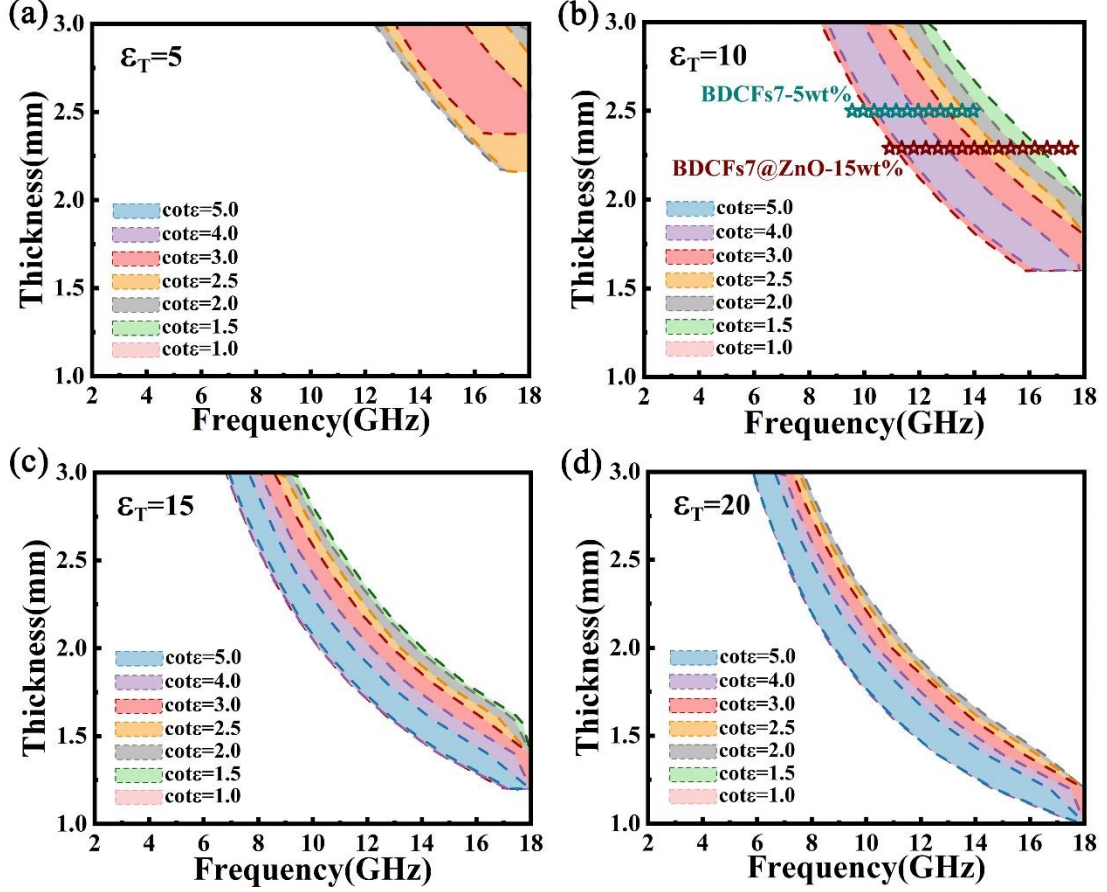 (a)
3.0
2.5
2.0
1.5
1.0
Thickness(mm)
εT=5
cotε=5.0
cotε=4.0
cotε=3.0
cotε=2.5
cotε=2.0
cotε=1.5
cotε=1.0
2 4 6 8 10 12 14 16 18
Frequency(GHz)
(b)
3.0
2.5
2.0
1.5
1.0
Thickness(mm)
εT=10
BDCFs7-5wt%
BDCFs7@ZnO-15wt%
cotε=5.0
cotε=4.0
cotε=3.0
cotε=2.5
cotε=2.0
cotε=1.5
cotε=1.0
2 4 6 8 10 12 14 16 18
Frequency(GHz)
(c)
3.0
2.5
2.0
1.5
1.0
Thickness(mm)
εT=15
cotε=5.0
cotε=4.0
cotε=3.0
cotε=2.5
cotε=2.0
cotε=1.5
cotε=1.0
2 4 6 8 10 12 14 16 18
Frequency(GHz)
(d)
3.0
2.5
2.0
1.5
1.0
Thickness(mm)
εT=20
cotε=5.0
cotε=4.0
cotε=3.0
cotε=2.5
cotε=2.0
cotε=1.5
cotε=1.0
2 4 6 8 10 12 14 16 18
Frequency(GHz)